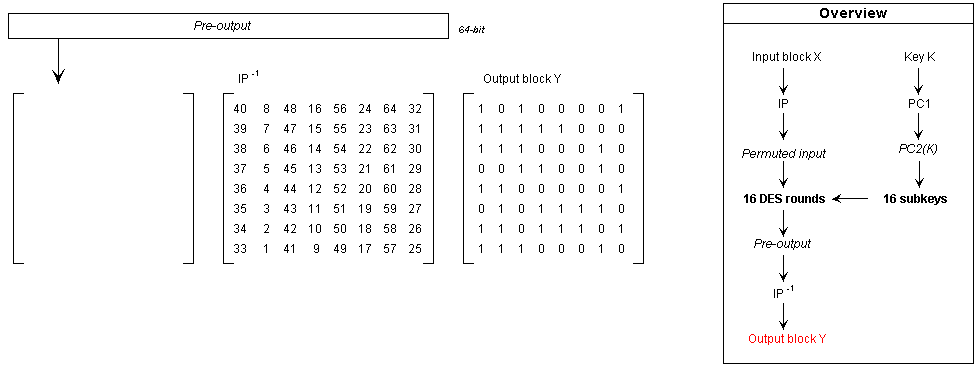 Pre-output
64-bit
IP -1
Output block Y
40 8 48 16 56 24 64 32
39 7 47 15 55 23 63 31
38 6 46 14 54 22 62 30
37 5 45 13 53 21 61 29
36 4 44 12 52 20 60 28
35 3 43 11 51 19 59 27
34 2 42 10 50 18 58 26
33 1 41 9 49 17 57 25
1 0 1 0 0 0 0 1
1 1 1 1 1 0 0 0
1 1 1 0 0 0 1 0
0 0 1 1 0 0 1 0
1 1 0 0 0 0 0 1
0 1 0 1 1 1 1 0
1 1 0 1 1 1 0 1
1 1 1 0 0 0 1 0
Overview
Input block X
Key K
IP
PC1
Permuted input
PC2(K)
16 DES rounds
16 subkeys
Pre-output
IP -1
Output block Y